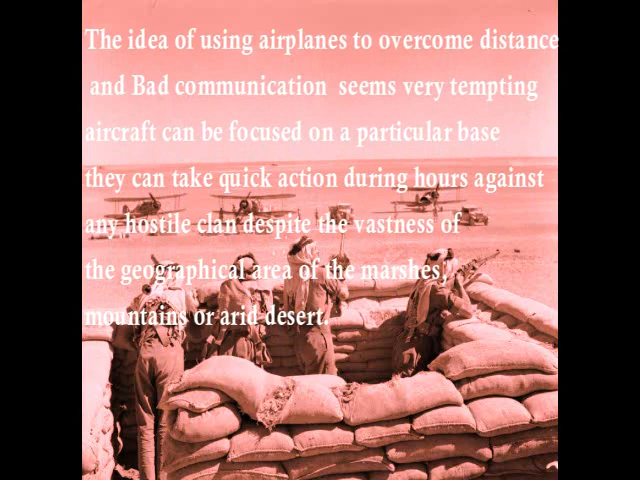 The idea of using airplanes to overcome distance
and Bad communication seems very tempting
aircraft can be focused on a particular base
they can take quick action during hours against
any hostile clan despite the vastness of
the geographical area of the marshes,
mountains or arid desert.